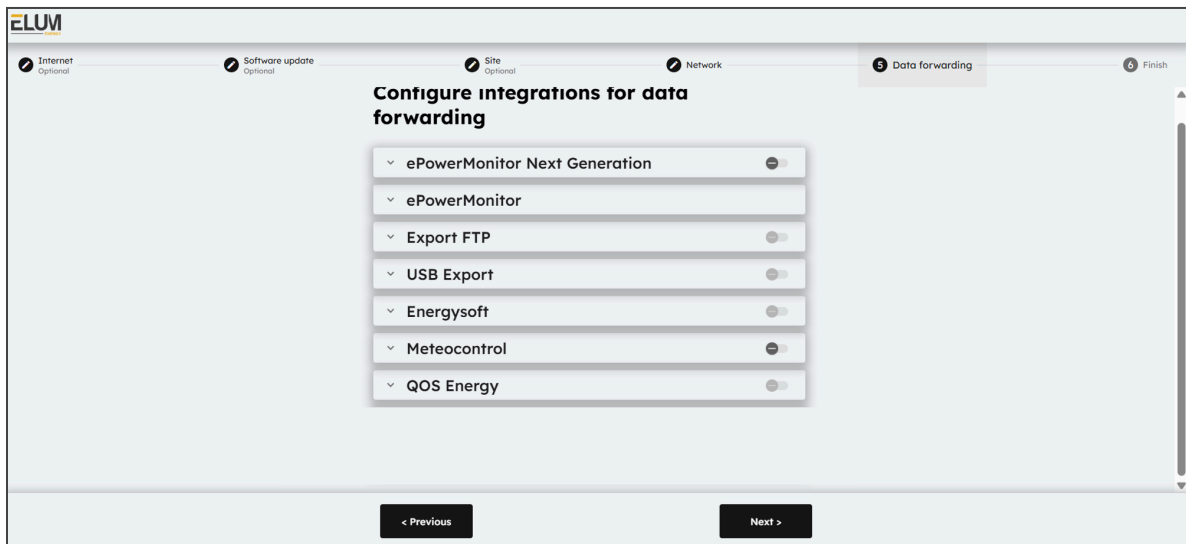 ELUM
ENERGY
Internet
Optional
Software update
Optional
Site
Optional
Network
5 Data forwarding
6 Finish
Configure integrations for data
forwarding
ePowerMonitor Next Generation
ePowerMonitor
Export FTP
USB Export
Energysoft
Meteocontrol
QOS Energy
< Previous
Next >